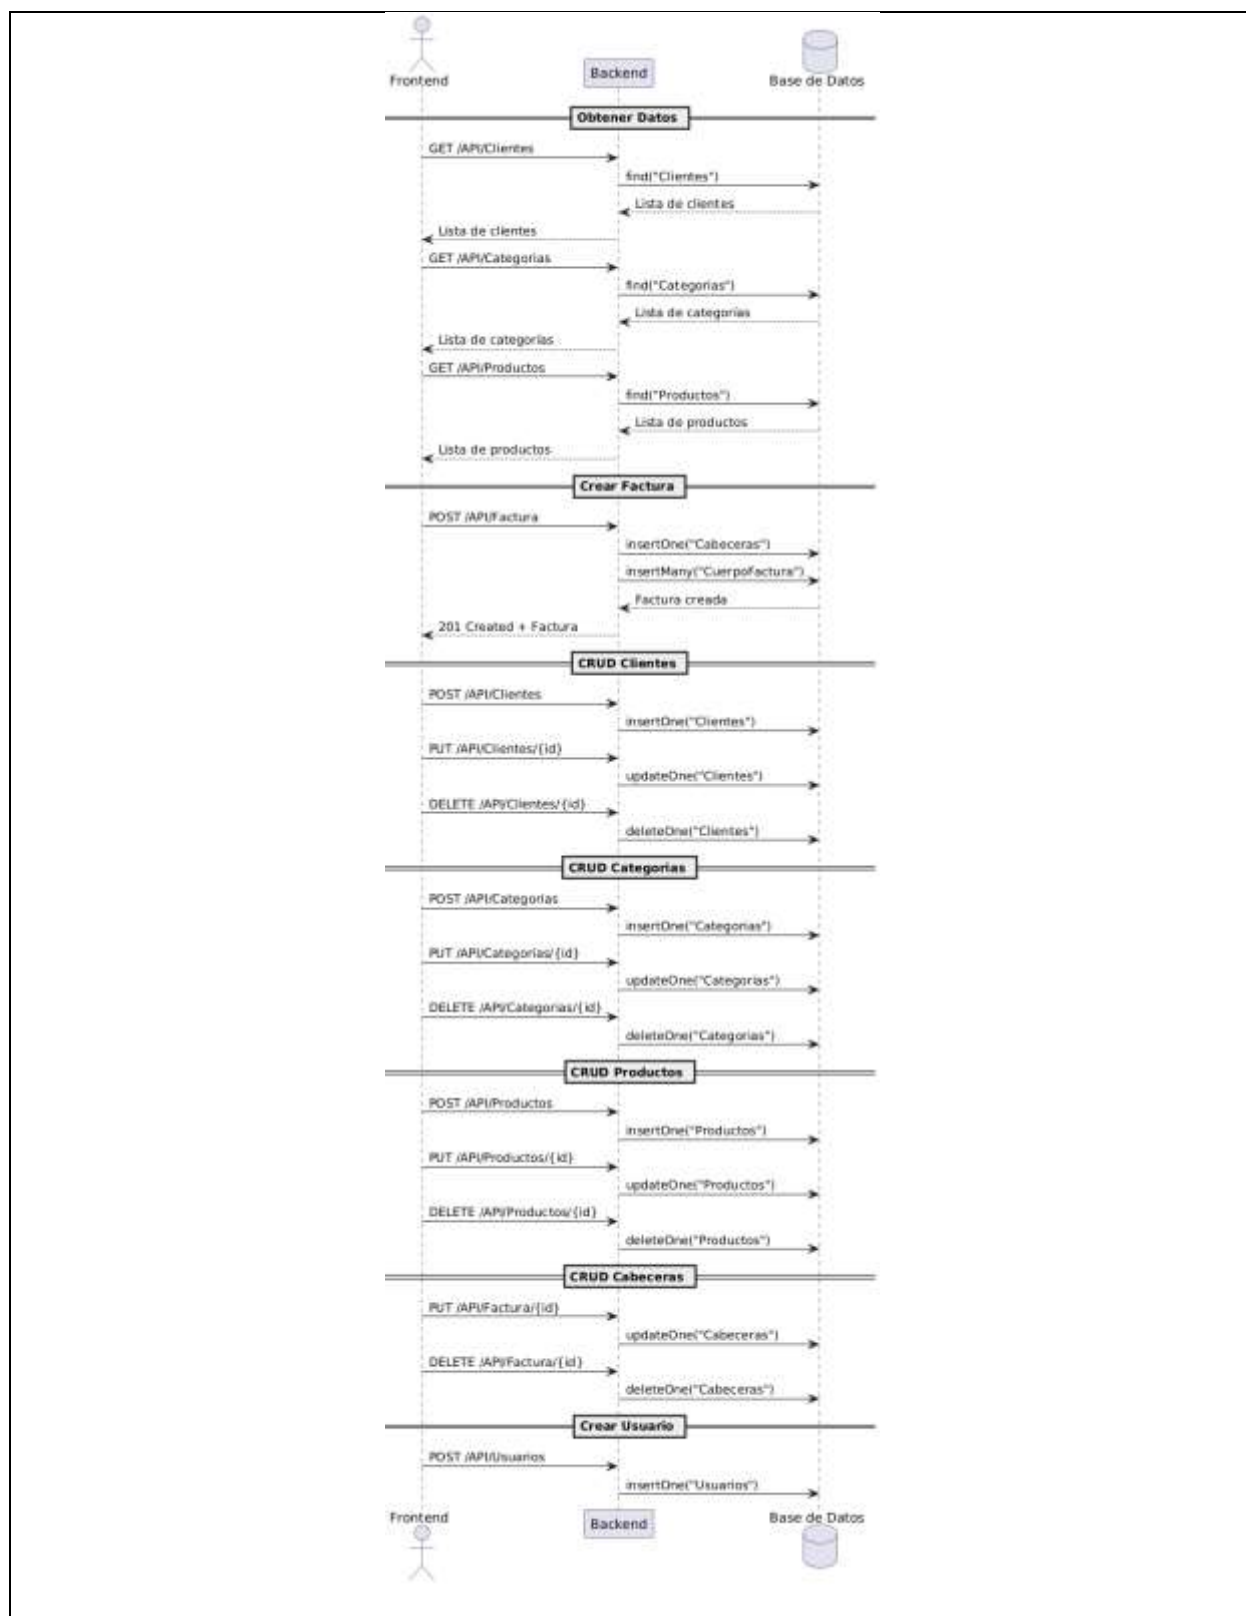 Frontend
Backend
Base de Datos
Obtener Datos
GET /API/Clientes
find("Clientes")
Lista de clientes
Lista de clientes
GET /API/Categorias
find("Categorias")
Lista de categorías
Lista de categorías
GET /API/Productos
find("Productos")
Lista de productos
Lista de productos
Crear Factura
POST /API/Factura
insertOne("Cabeceras")
insertMany("CuerpoFactura")
Factura creada
201 Created + Factura
CRUD Clientes
POST /API/Clientes
insertOne("Clientes")
PUT /API/Clientes/{id}
updateOne("Clientes")
DELETE /API/Clientes/{id}
deleteOne("Clientes")
CRUD Categorias
POST /API/Categorias
insertOne("Categorias")
PUT /API/Categorias/{id}
updateOne("Categorias")
DELETE /API/Categorias/{id}
deleteOne("Categorias")
CRUD Productos
POST /API/Productos
insertOne("Productos")
PUT /API/Productos/{id}
updateOne("Productos")
DELETE /API/Productos/{id}
deleteOne("Productos")
CRUD Cabeceras
PUT /API/Factura/{id}
updateOne("Cabeceras")
DELETE /API/Factura/{id}
deleteOne("Cabeceras")
Crear Usuario
POST /API/Usuarios
insertOne("Usuarios")
Frontend
Backend
Base de Datos